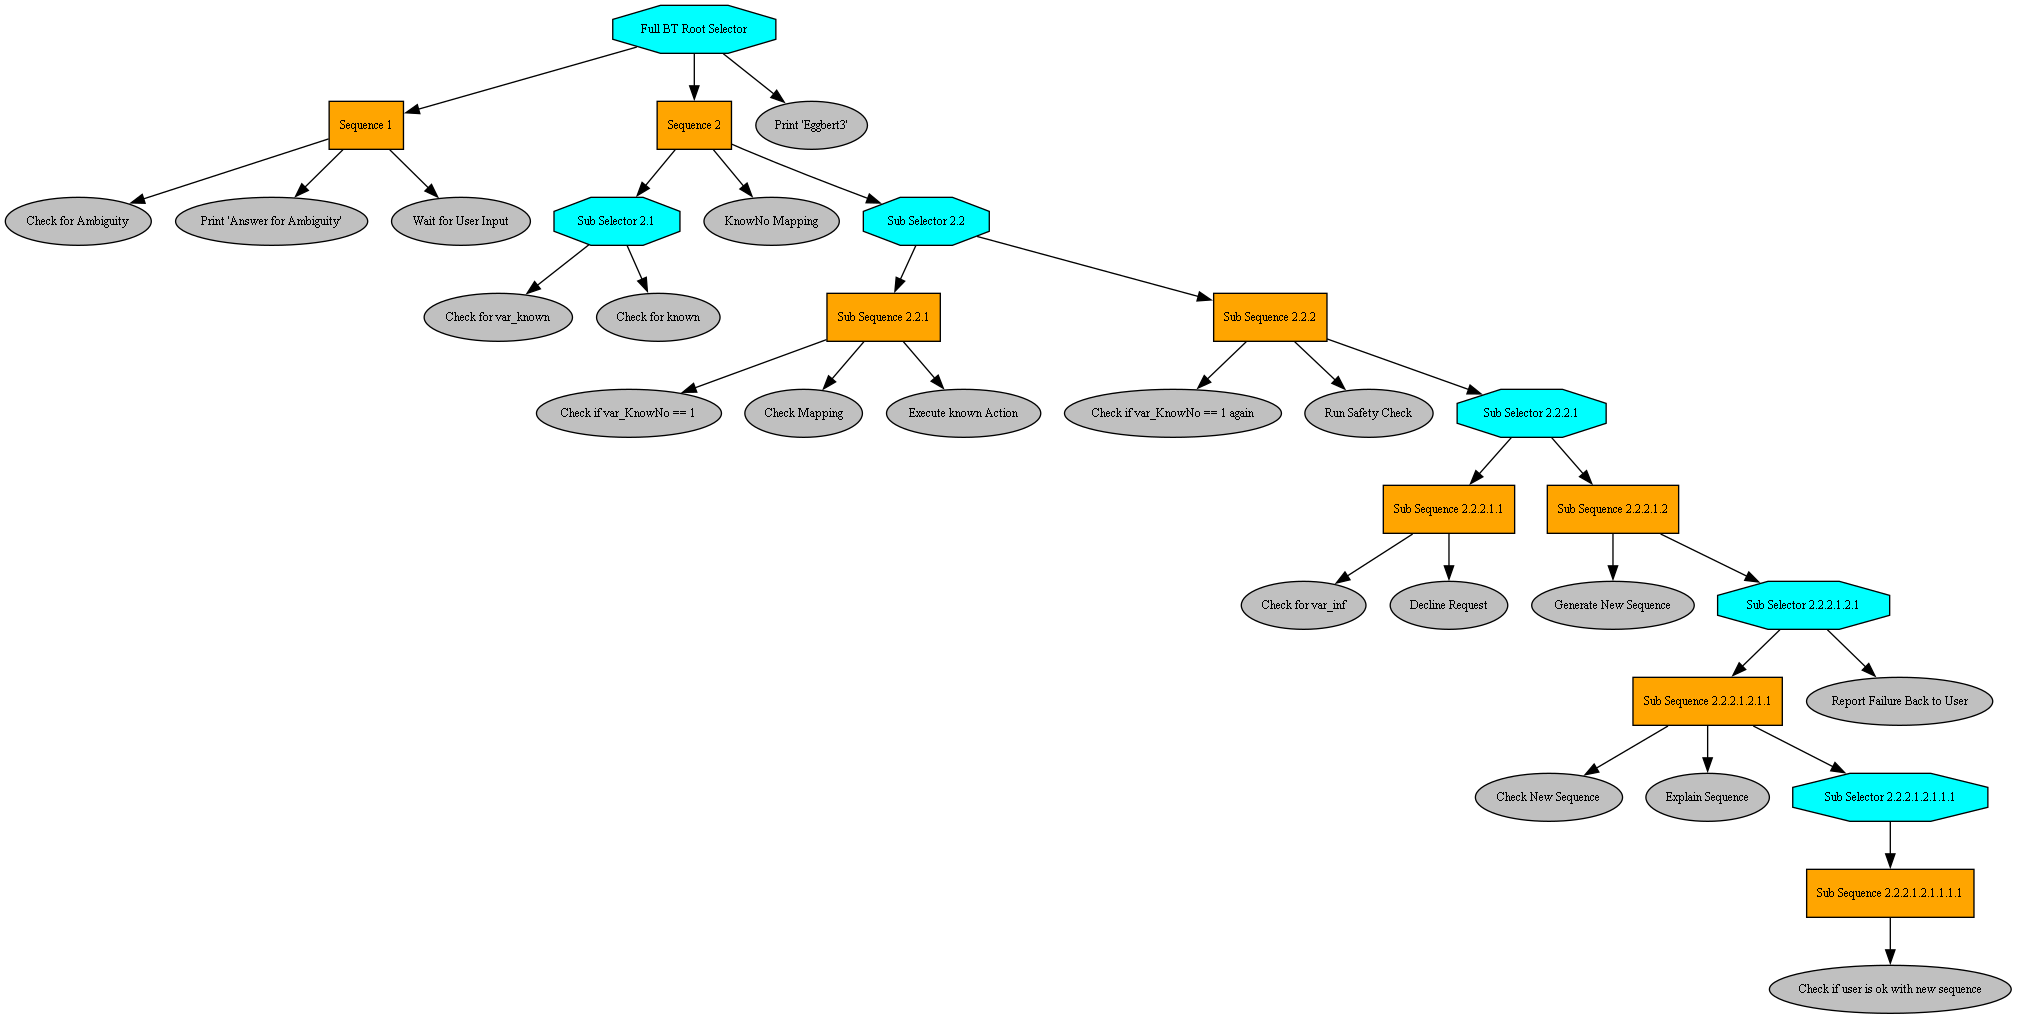 Full BT Root Selector
Sequence 1
Sequence 2
Print 'Eggbert3'
Check for Ambiguity
Print 'Answer for Ambiguity'
Wait for User Input
Sub Selector 2.1
KnowNo Mapping
Sub Selector 2.2
Check for var_known
Check for known
Sub Sequence 2.2.1
Sub Sequence 2.2.2
Check if var_KnowNo == 1
Check Mapping
Execute known Action
Check if var_KnowNo == 1 again
Run Safety Check
Sub Selector 2.2.2.1
Sub Sequence 2.2.2.1.1
Sub Sequence 2.2.2.1.2
Check for var_inf
Decline Request
Generate New Sequence
Sub Selector 2.2.2.1.2.1
Sub Sequence 2.2.2.1.2.1.1
Report Failure Back to User
Check New Sequence
Explain Sequence
Sub Selector 2.2.2.1.2.1.1.1
Sub Sequence 2.2.2.1.2.1.1.1.1
Check if user is ok with new sequence